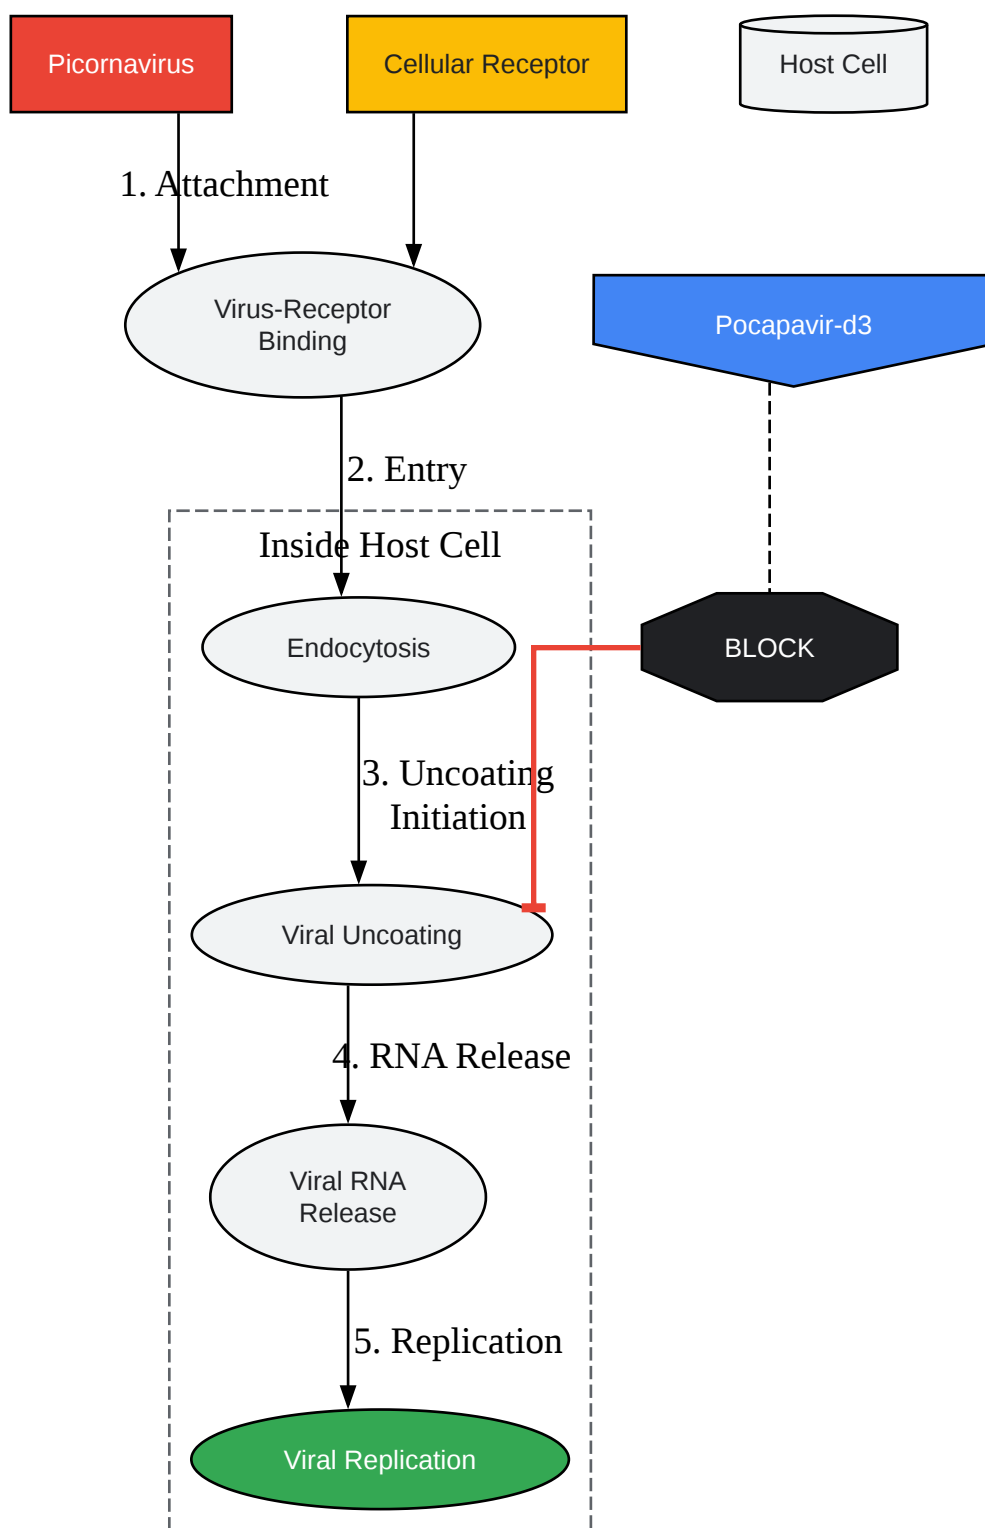 Picornavirus
Cellular Receptor
Host Cell
1. Attachment
Virus-Receptor
Binding
Pocapavir-d3
2. Entry
Inside Host Cell
Endocytosis
BLOCK
3. Uncoating
Initiation
Viral Uncoating
4. RNA Release
Viral RNA
Release
5. Replication
Viral Replication